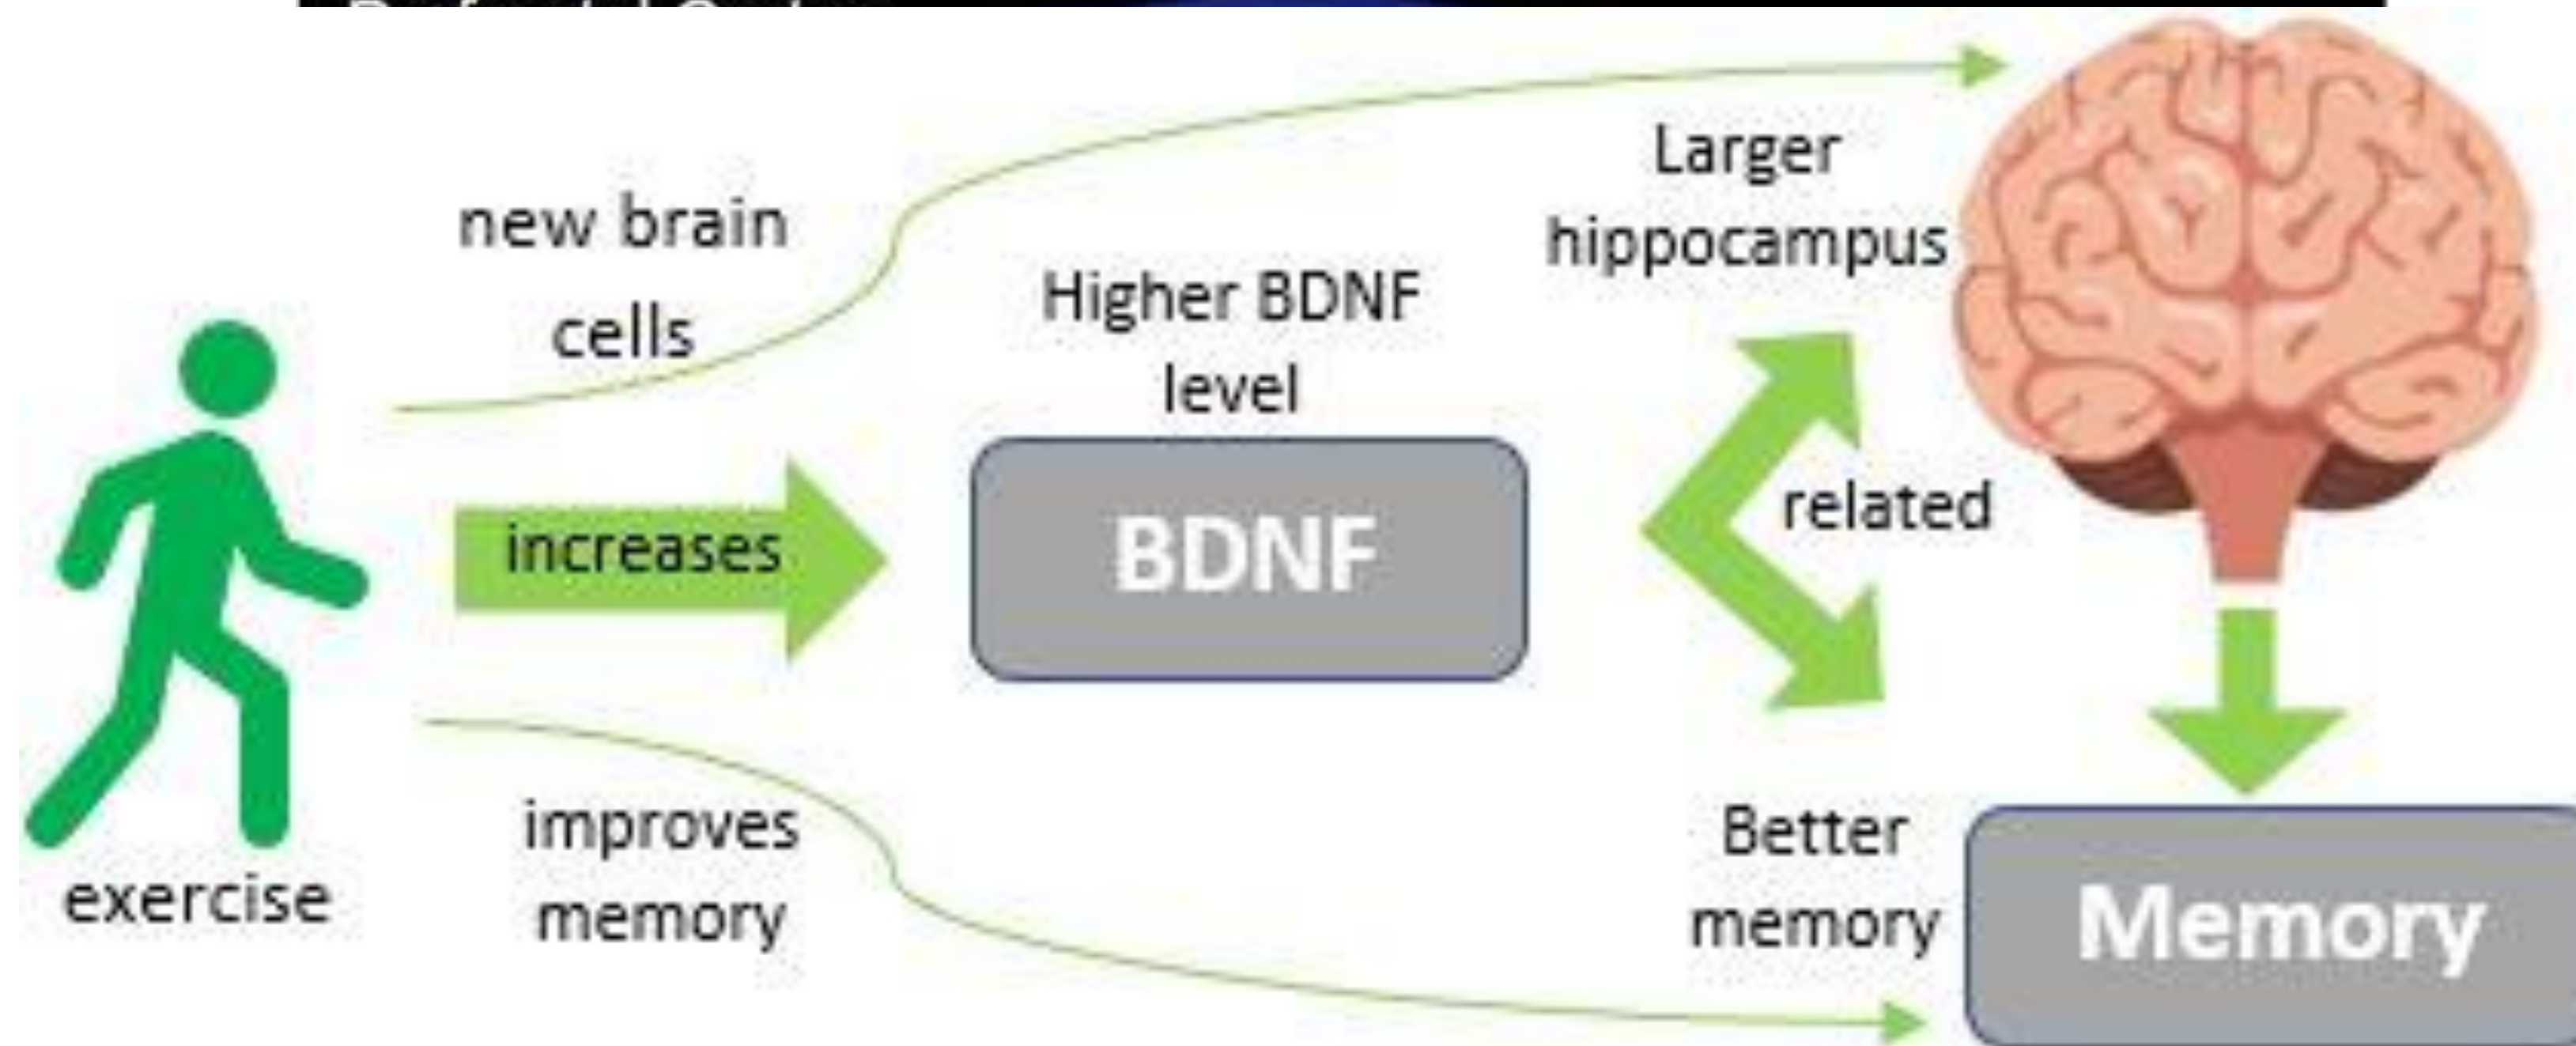 new brain
cells
Higher BDNF
level
Larger
hippocampus
increases
BDNF
related
exercise
improves
memory
Better
memory
Memory